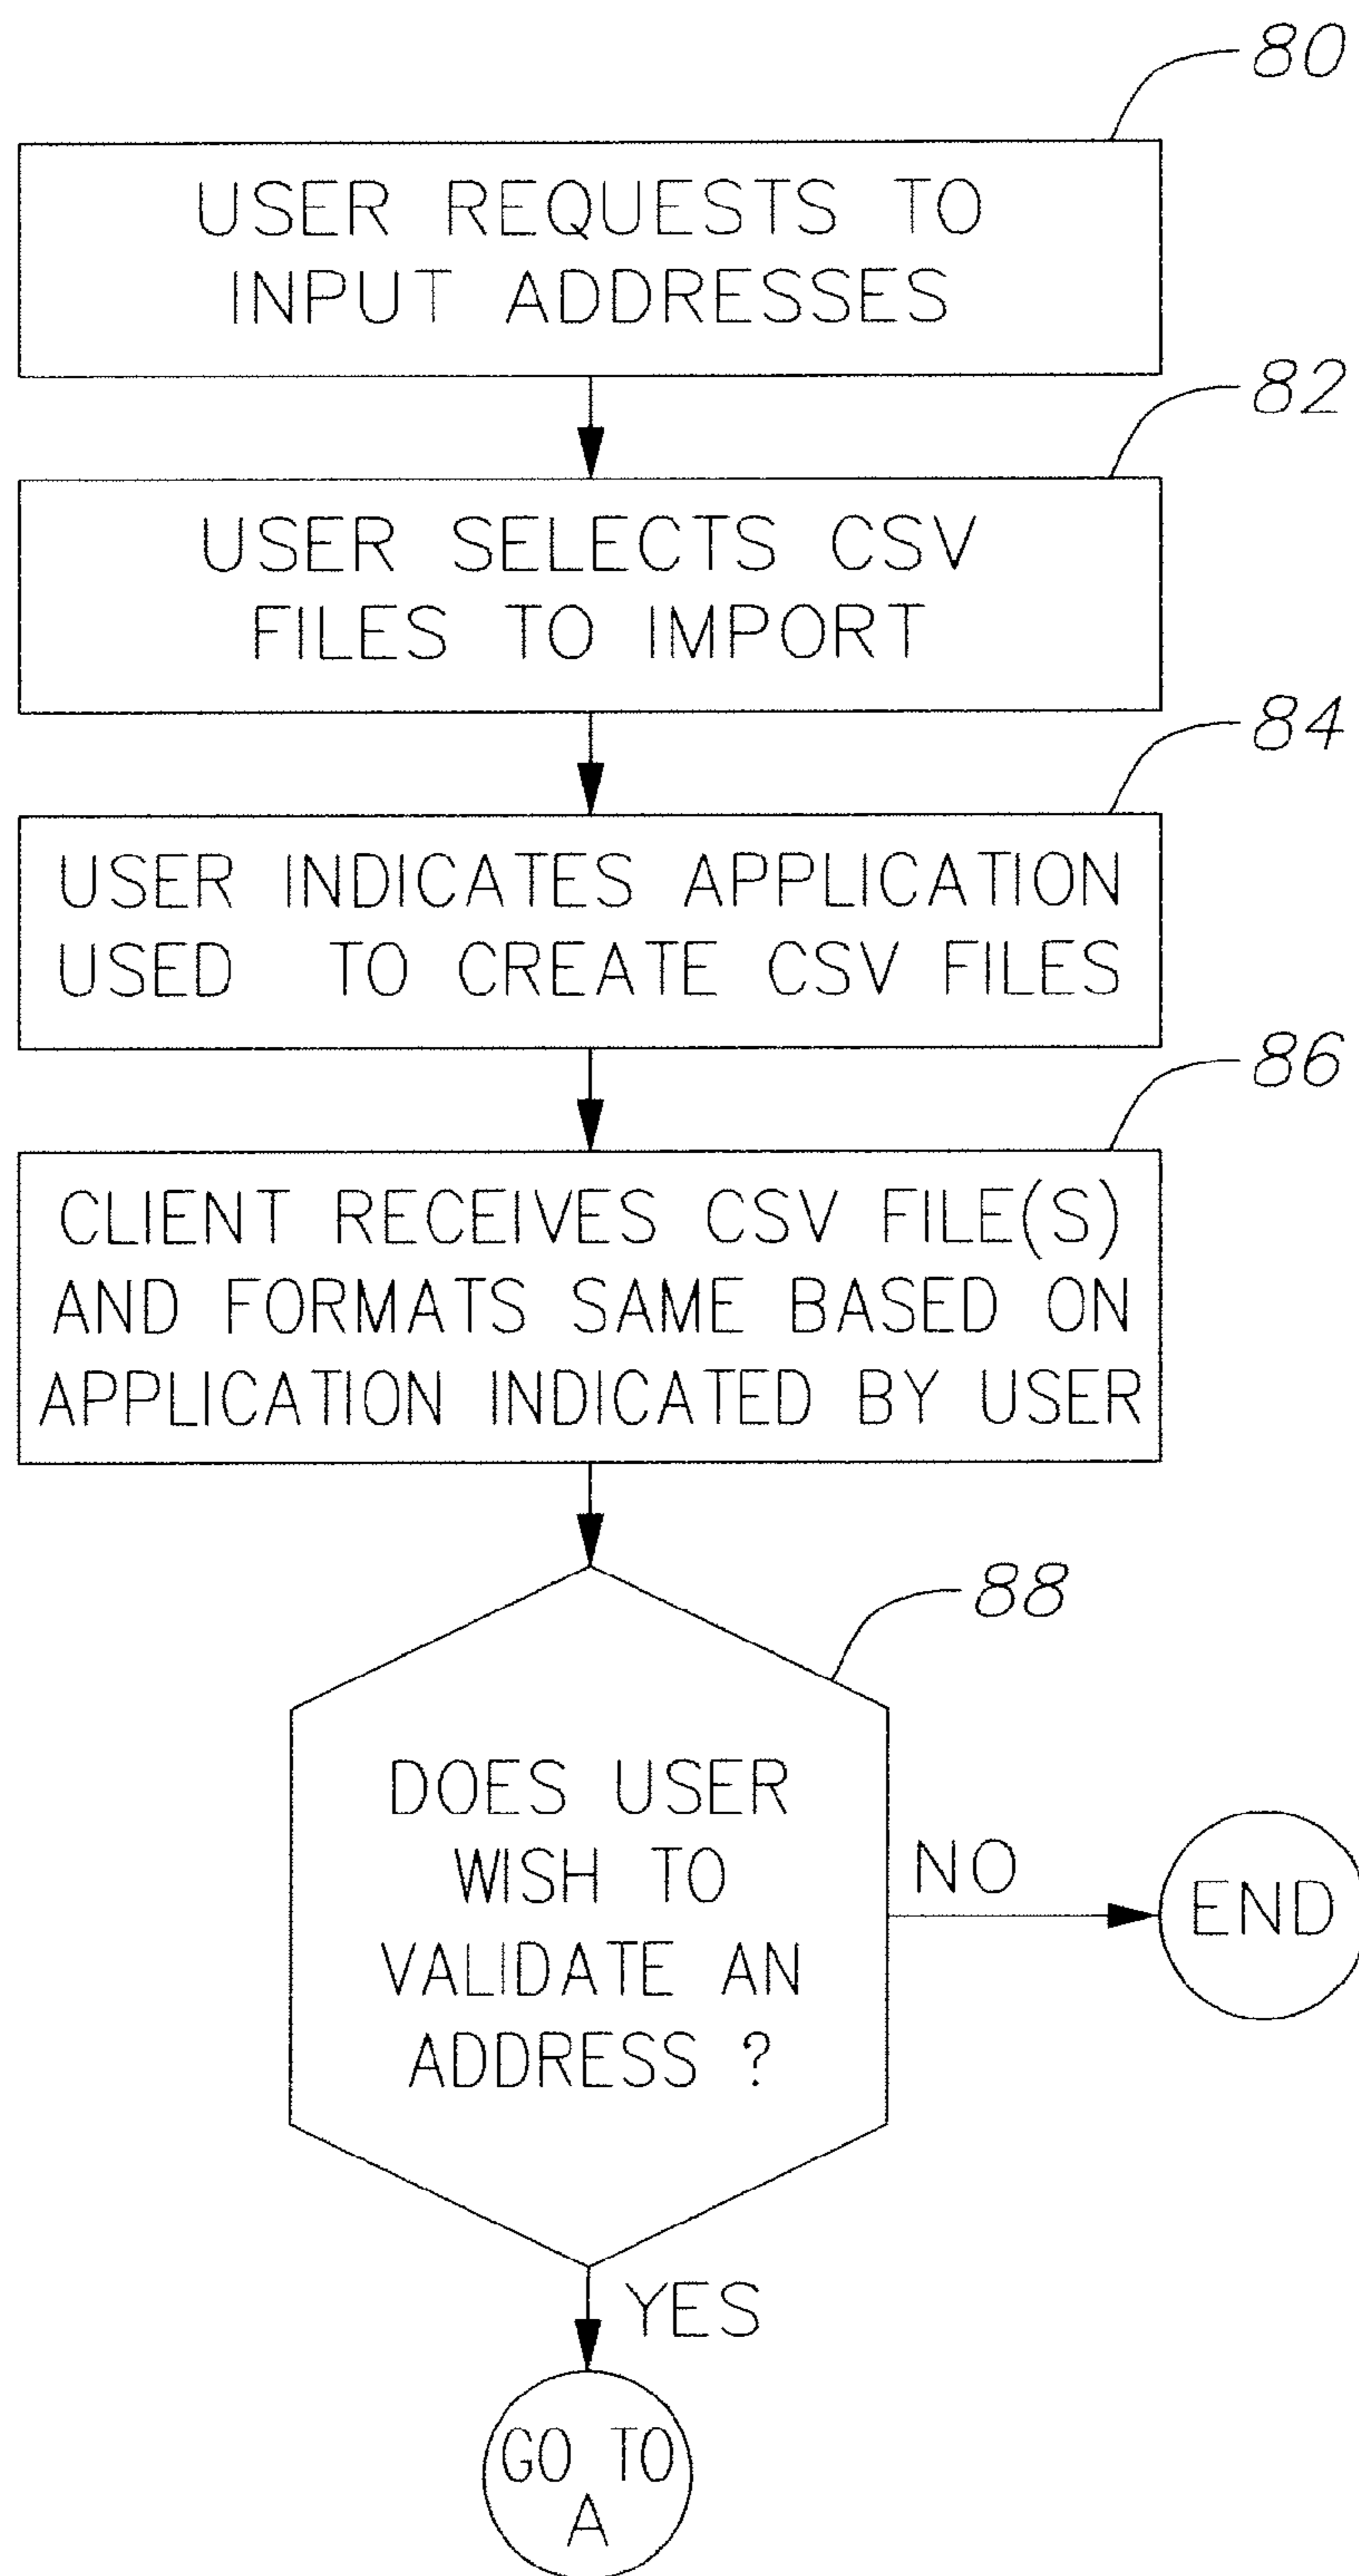 80
USER REQUESTS TO
INPUT ADDRESSES
82
USER SELECTS CSV
FILES TO IMPORT
84
USER INDICATES APPLICATION
USED TO CREATE CSV FILES
86
CLIENT RECEIVES CSV FILE(S)
AND FORMATS SAME BASED ON
APPLICATION INDICATED BY USER
88
DOES USER
WISH TO
VALIDATE AN
ADDRESS ?
NO
END
YES
GO TO
A